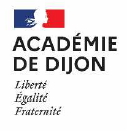 ACADÉMIE
DE DIJON
Liberté
Égalité
Fraternité